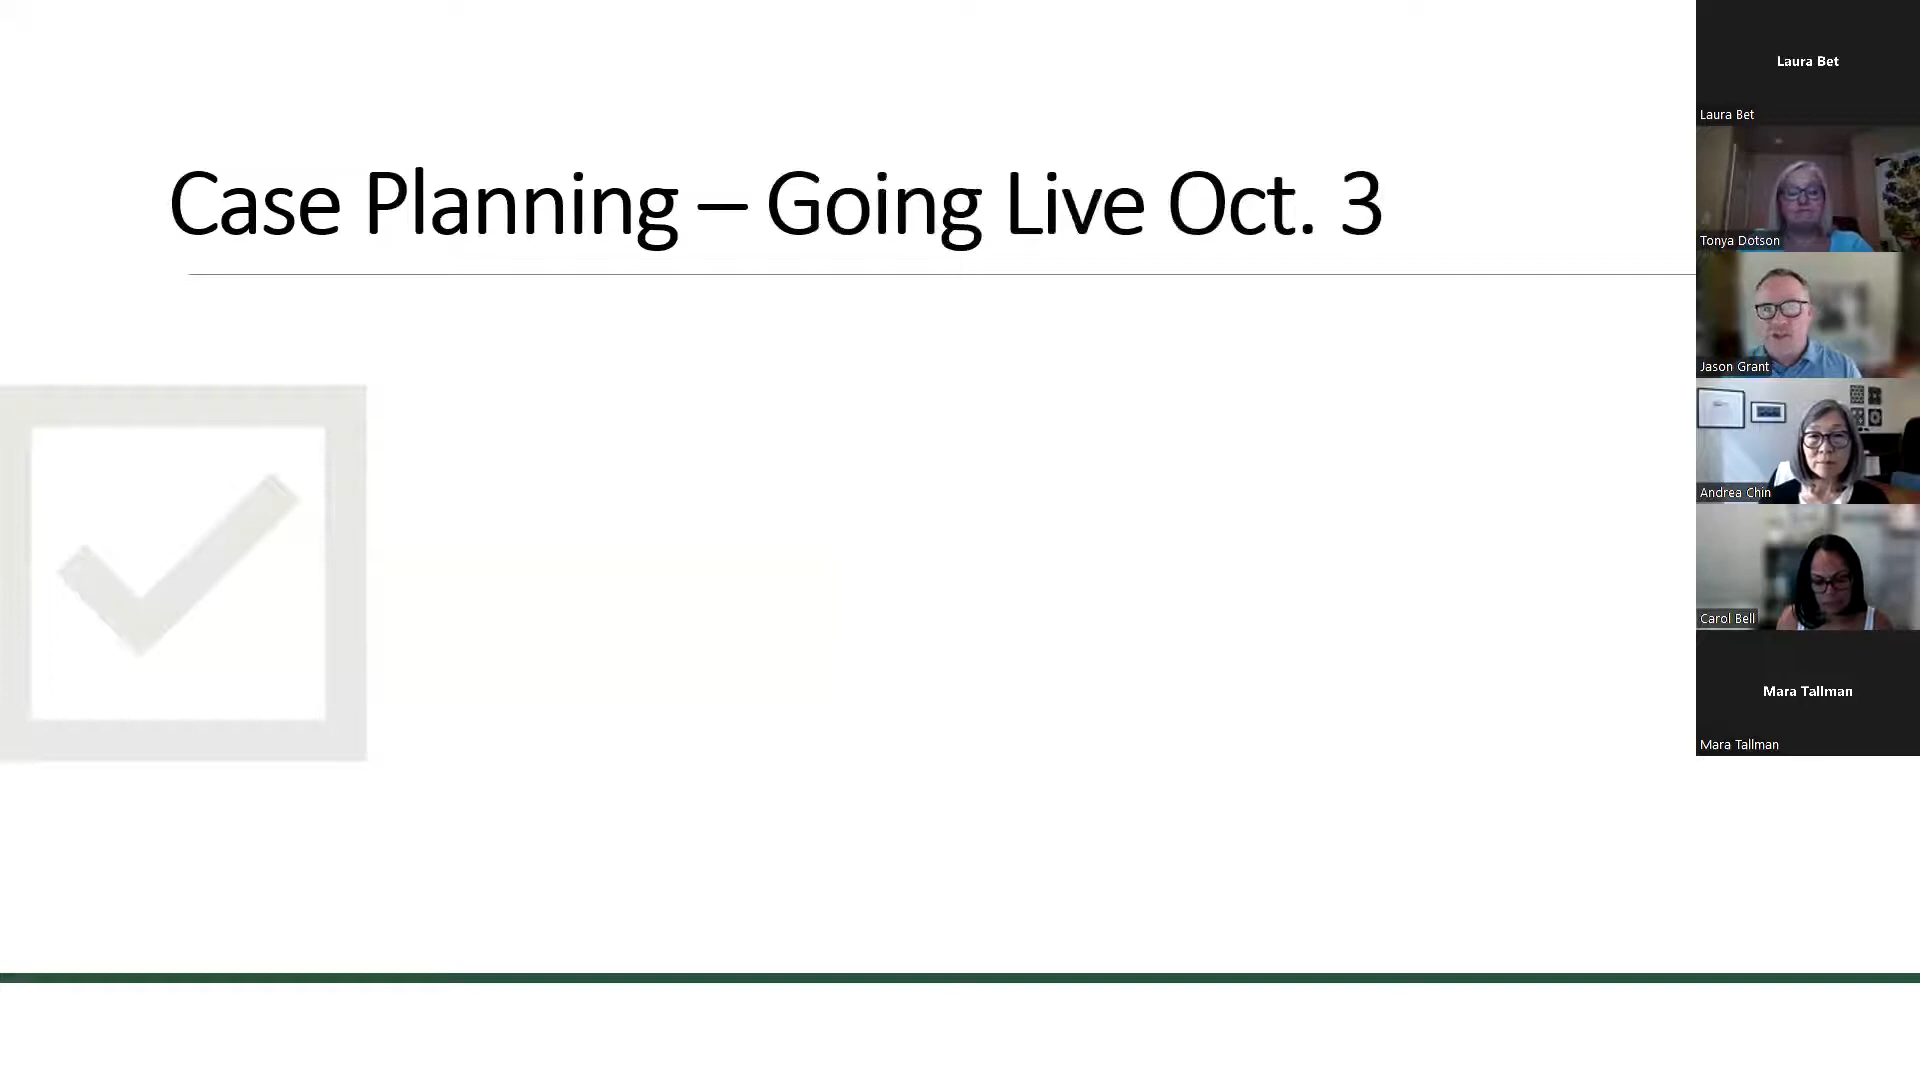 Case Planning – Going Live Oct. 3
Laura Bet
Laura Bet
Tonya Dotson
Jason Grant
Andrea Chin
Carol Bell
Mara Tallman
Mara Tallman